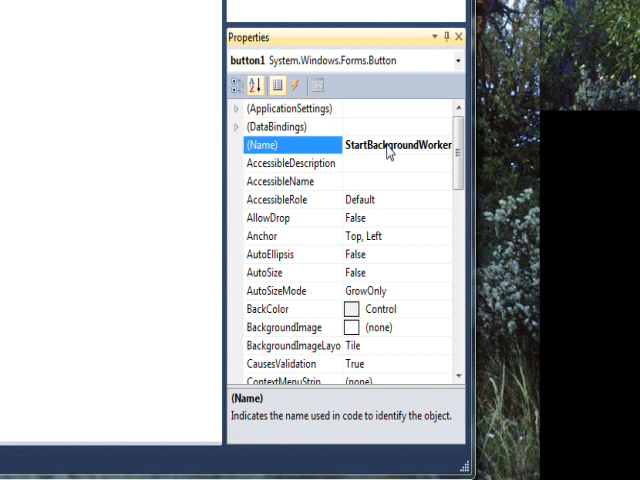 Properties
button1 System.Windows.Forms.Button
(ApplicationSettings)
(DataBindings)
(Name) StartBackgroundWorker
AccessibleDescription
AccessibleName
AccessibleRole Default
AllowDrop False
Anchor Top, Left
AutoEllipsis False
AutoSize False
AutoSizeMode GrowOnly
BackColor Control
BackgroundImage (none)
BackgroundImageLayo Tile
CausesValidation True
ContextMenuStrip (none)
(Name)
Indicates the name used in code to identify the object.